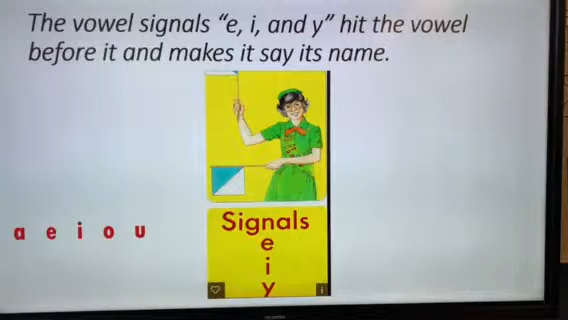 The vowel signals “e, i, and y” hit the vowel
before it and makes it say its name.
a e i o u
Signals
e
i
y